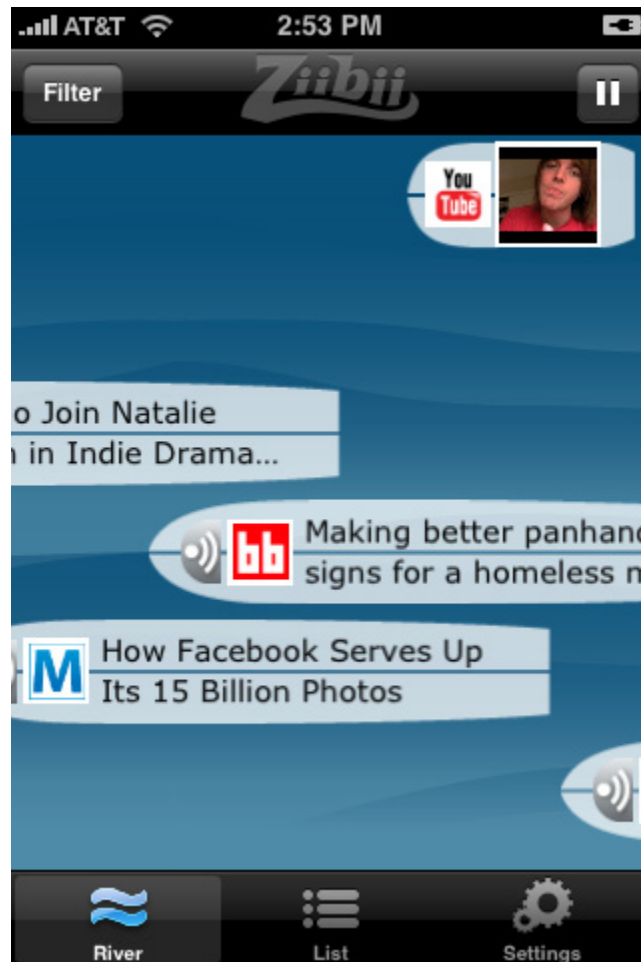 AT&T 2:53 PM
Filter Ziibii
You
Tube
o Join Natalie
in Indie Drama...
bb Making better panhand
signs for a homeless
M How Facebook Serves Up
Its 15 Billion Photos
River List Settings